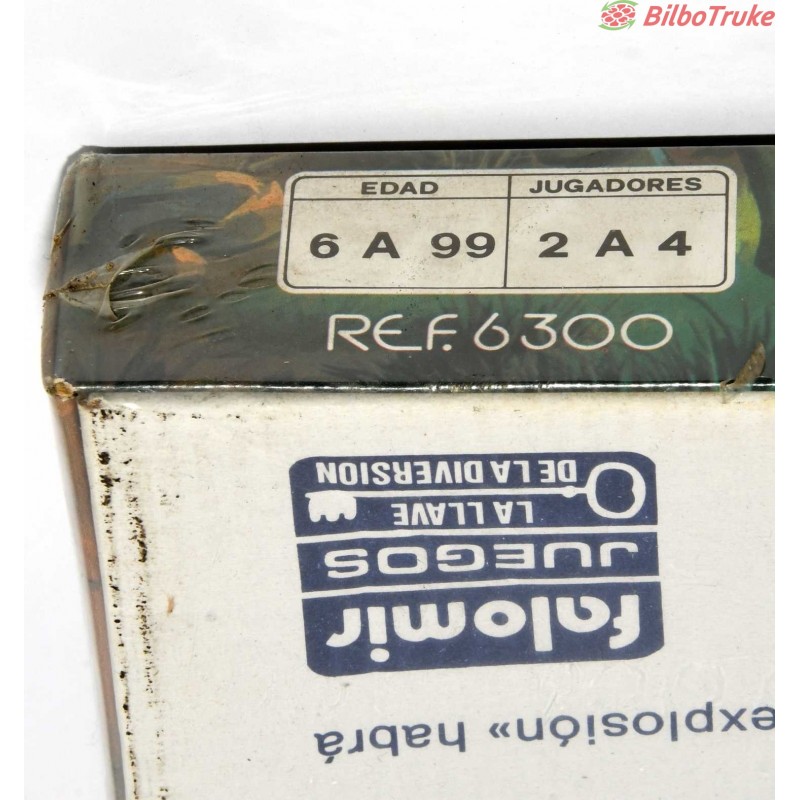 BilboTruke
EDAD JUGADORES
6 A 99 2 A 4
REF. 6300
falomir
JUEGOS
LA LLAVE
DE LA DIVERSION
explosión» habrá